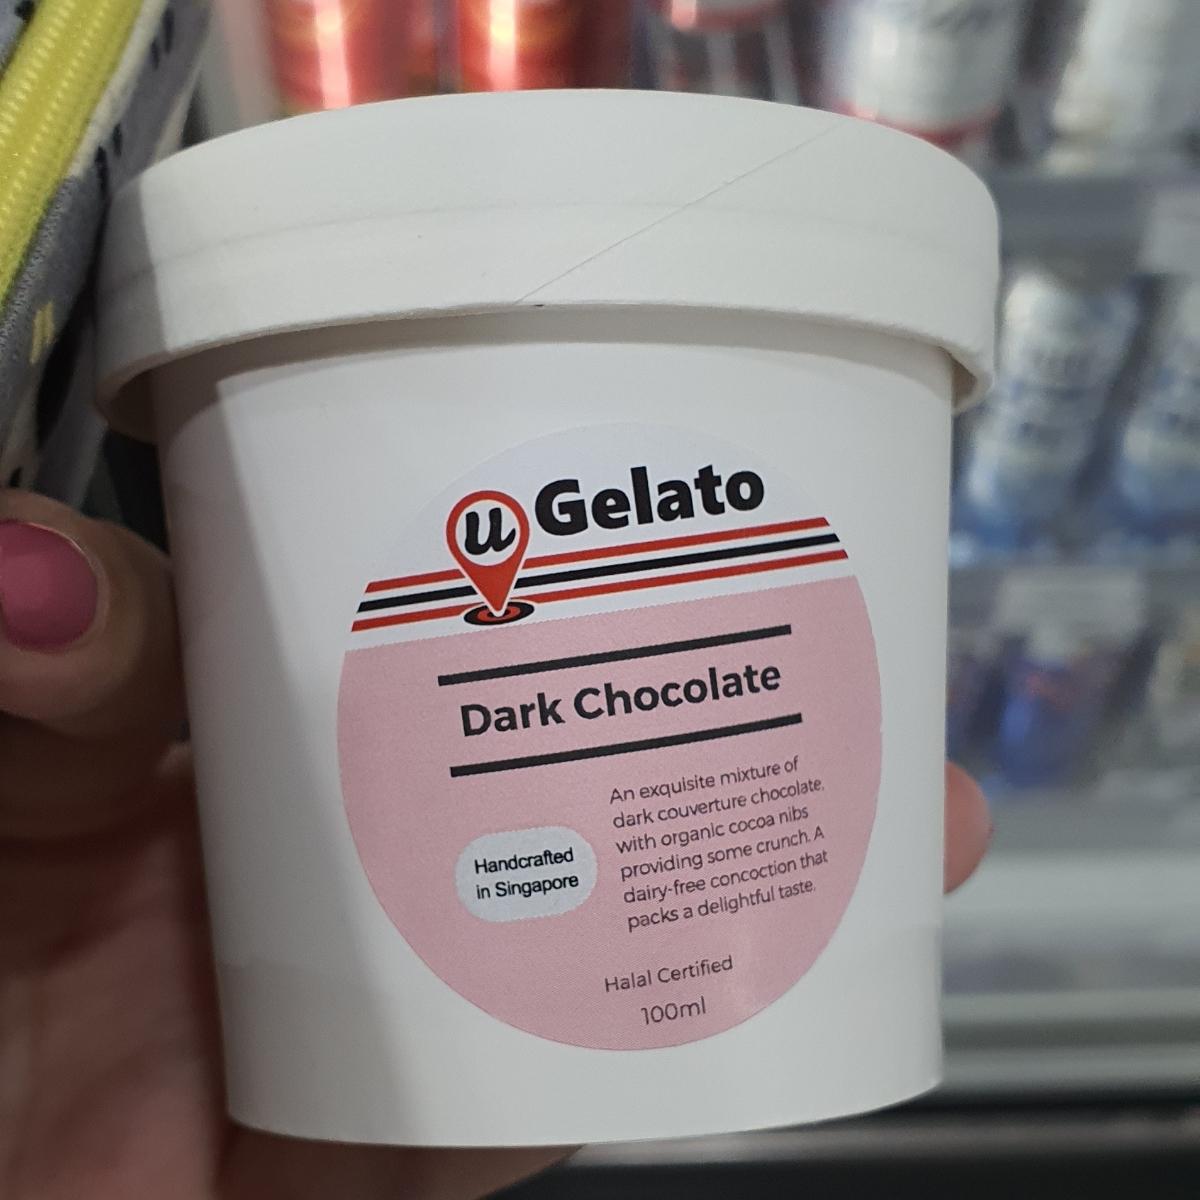 u Gelato
Dark Chocolate
An exquisite mixture of
dark couverture chocolate,
with organic cocoa nibs
providing some crunch. A
dairy-free concoction that
packs a delightful taste.
Handcrafted
in Singapore
Halal Certified
100ml